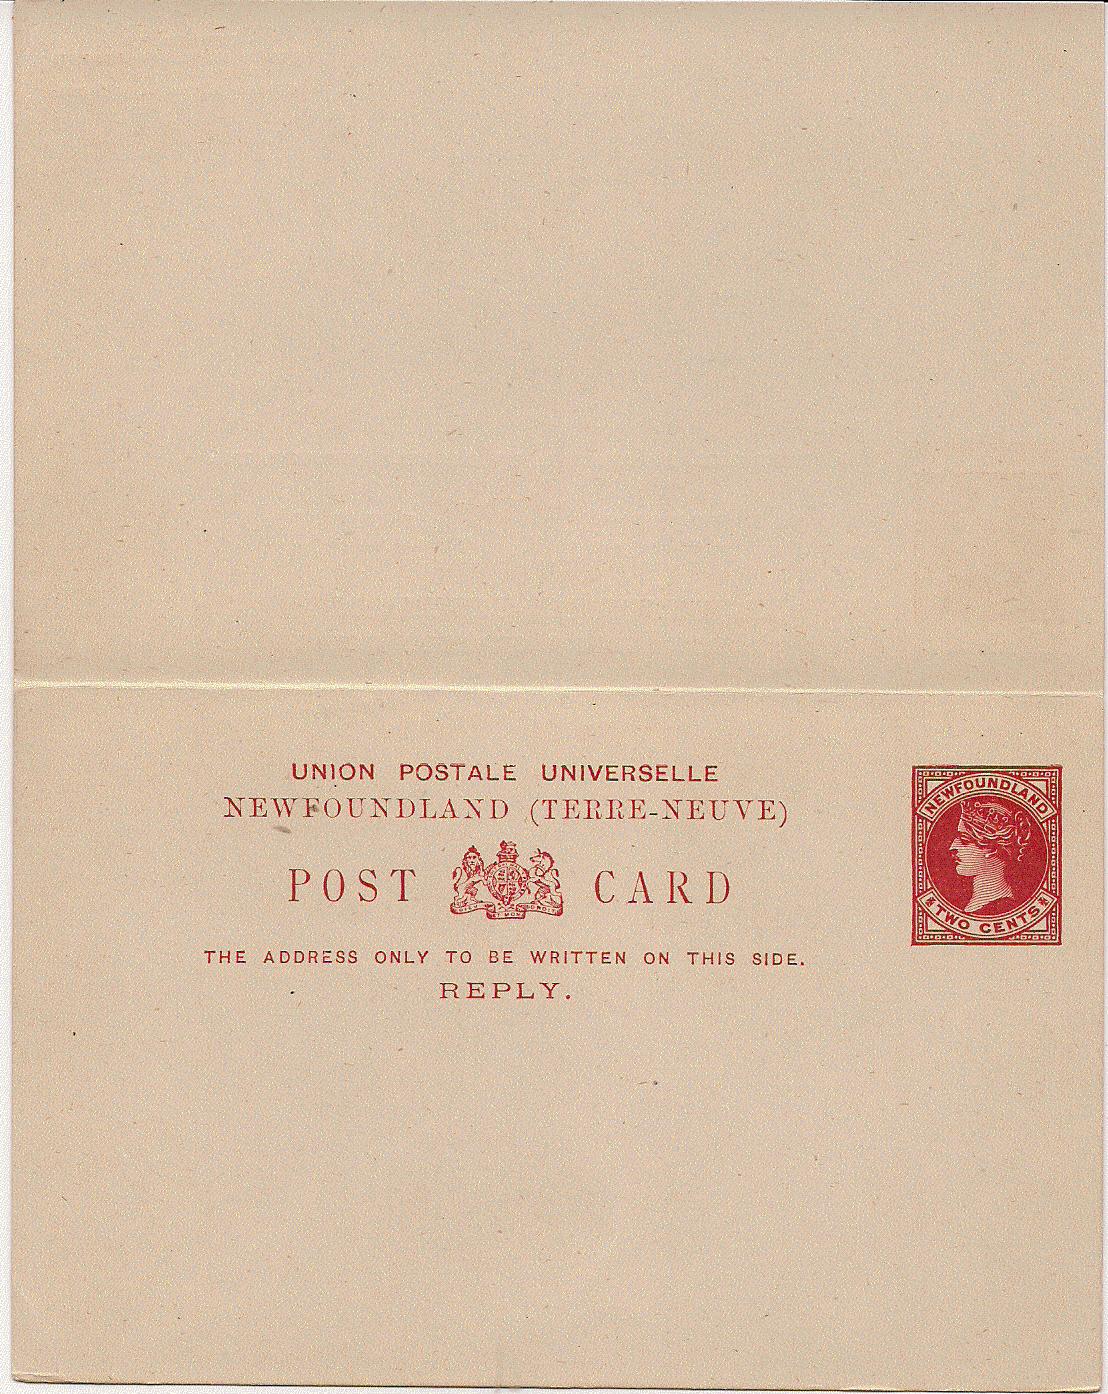 UNION POSTALE UNIVERSELLE
NEWFOUNDLAND (TERRE-NEUVE)
POST CARD
THE ADDRESS ONLY TO BE WRITTEN ON THIS SIDE.
REPLY.
NEWFOUNDLAND
TWO CENTS